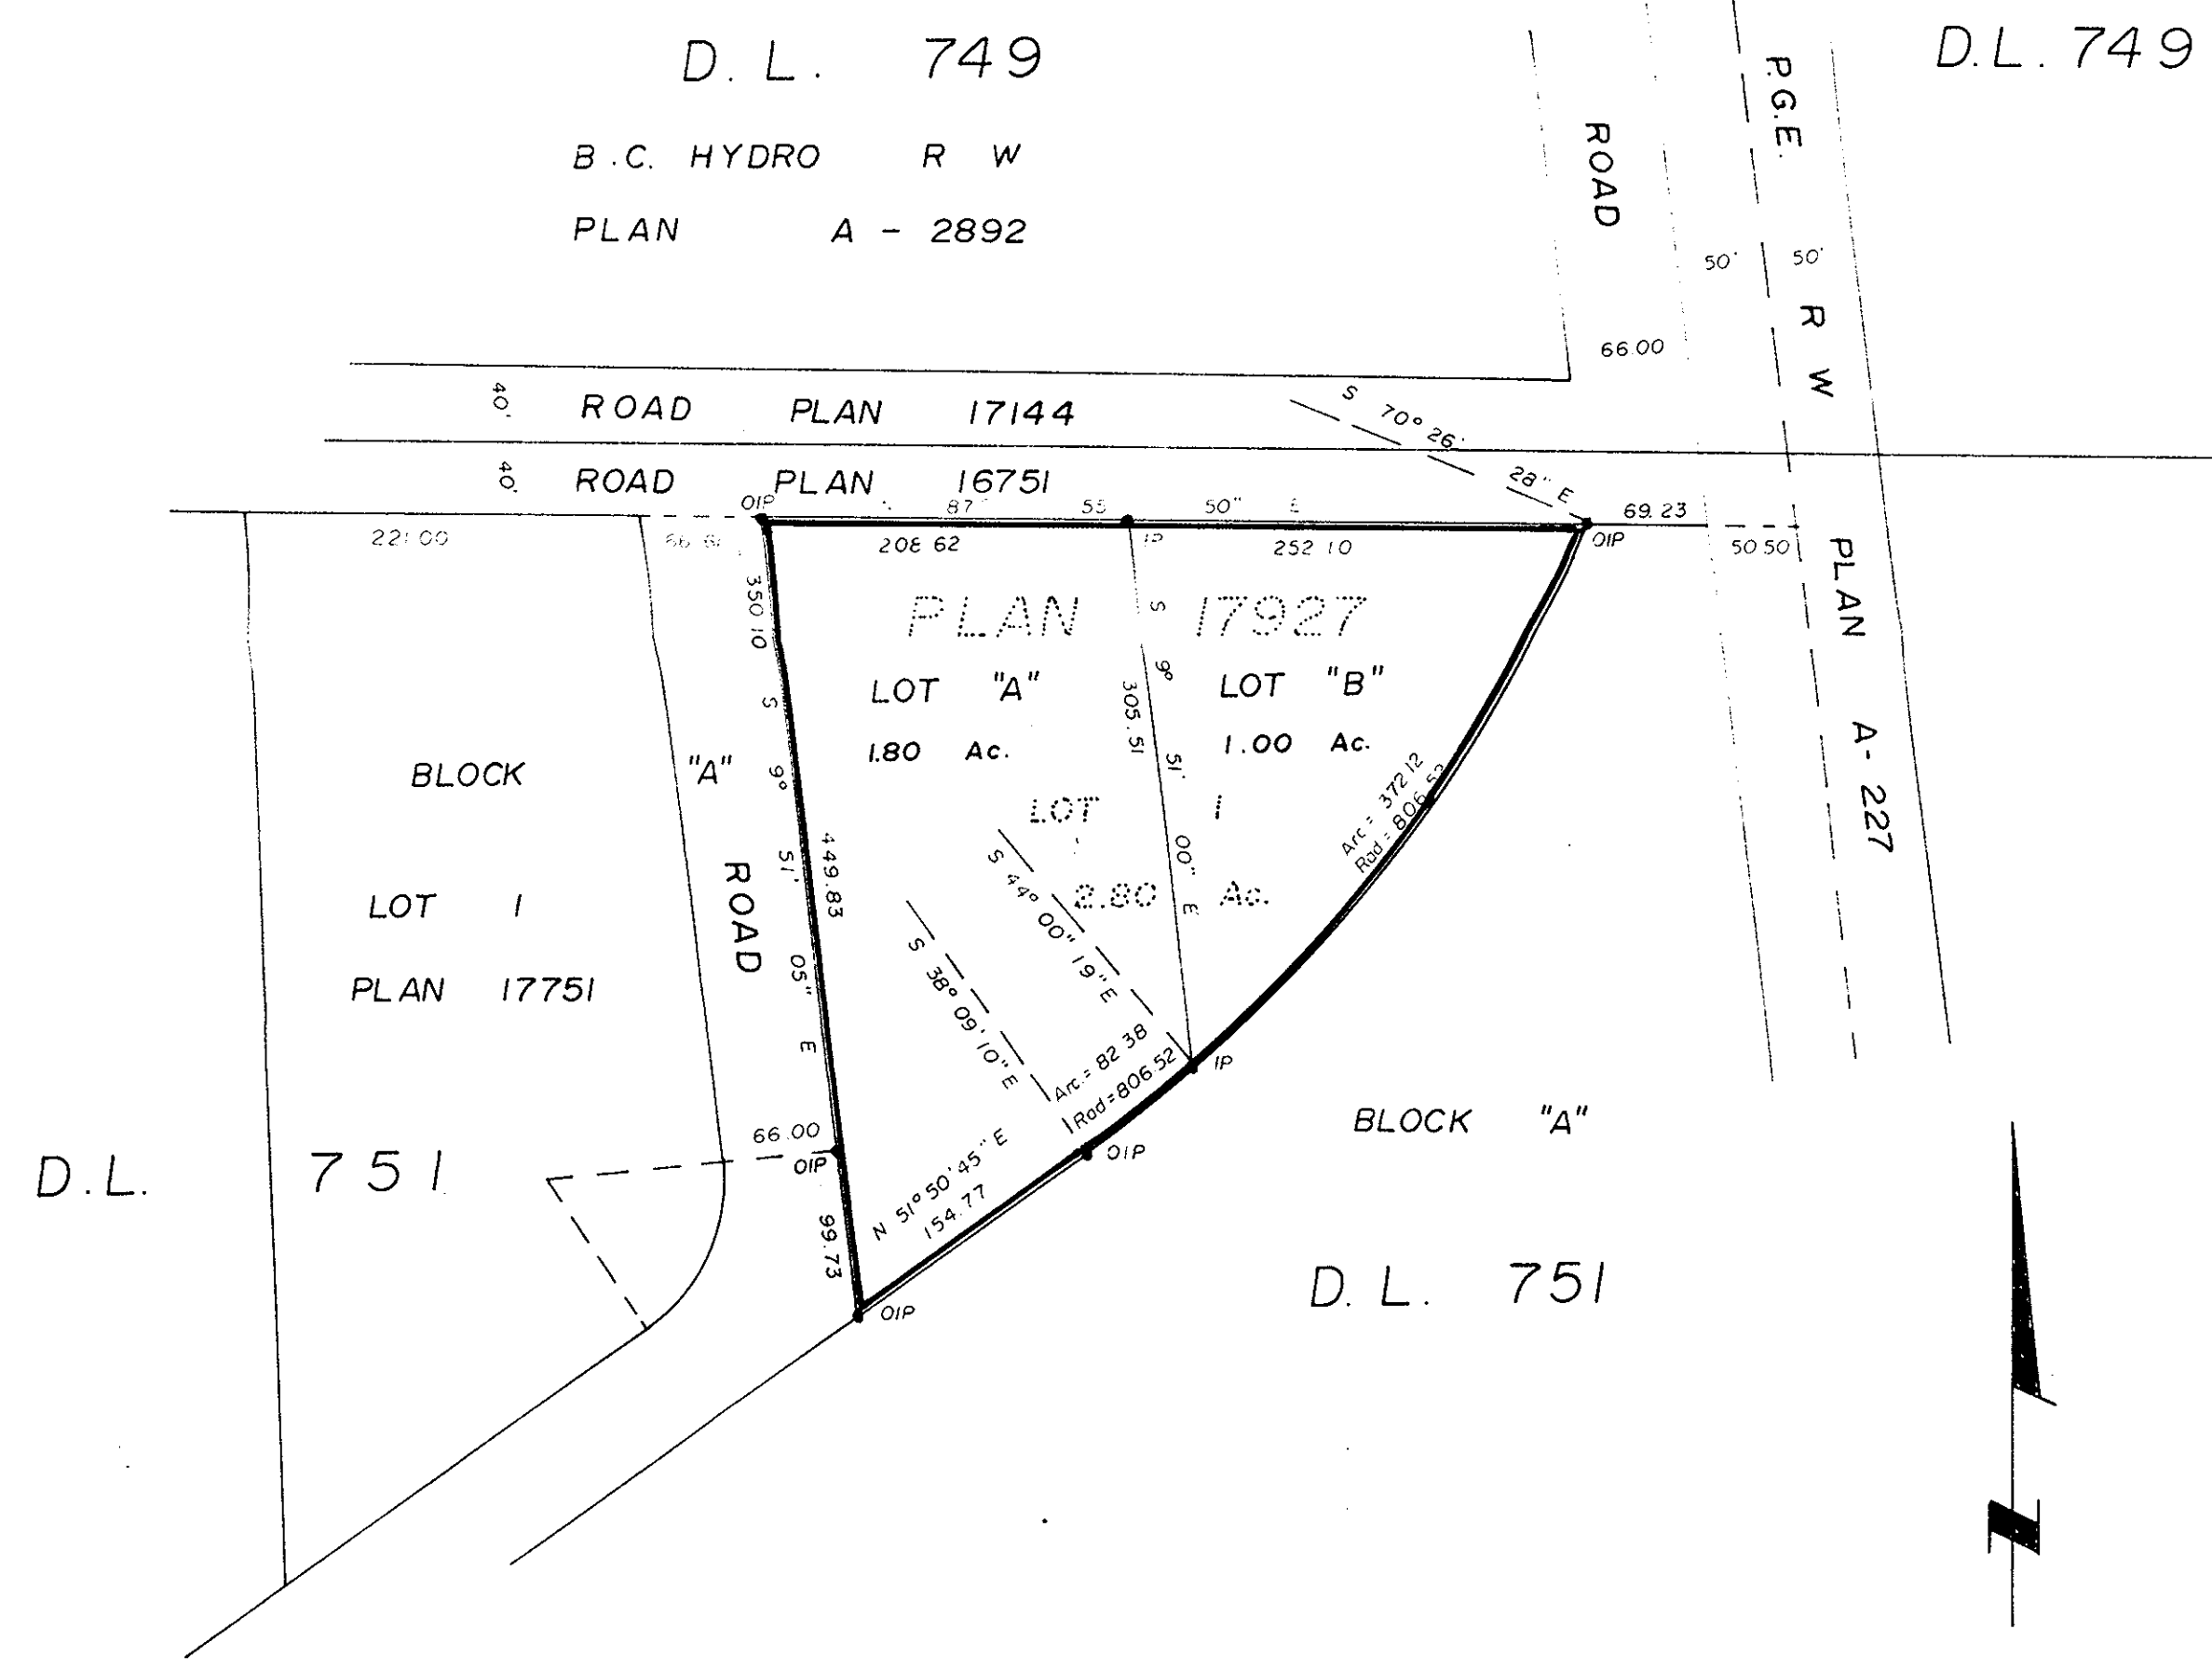 D. L. 749
D.L. 749
B.C. HYDRO R W
PLAN A - 2892
P.G.E. R W PLAN A-227
ROAD
50'
50'
66.00
40'
ROAD PLAN 17144
S 70° 26' 28" E
40'
ROAD PLAN 16751
OIP
87° 55' 50" E
69.23
221.00
208.62
IP
252.10
OIP
50.50
350.10
PLAN 17927
S 9° 51' 00" E
305.51
LOT "A"
LOT "B"
1.80 Ac.
1.00 Ac.
S 9° 51' 05" E
449.83
BLOCK "A"
LOT 1
2.80 Ac.
Arc = 372.12
Rad = 806.52
ROAD
LOT 1
PLAN 17751
S 44° 00" 19" E
S 38° 09' 10" E
Arc. = 82.38
Rad = 806.52
IP
66.00
OIP
OIP
BLOCK "A"
D.L. 751
N 51° 50' 45" E
154.77
99.73
OIP
D. L. 751
N